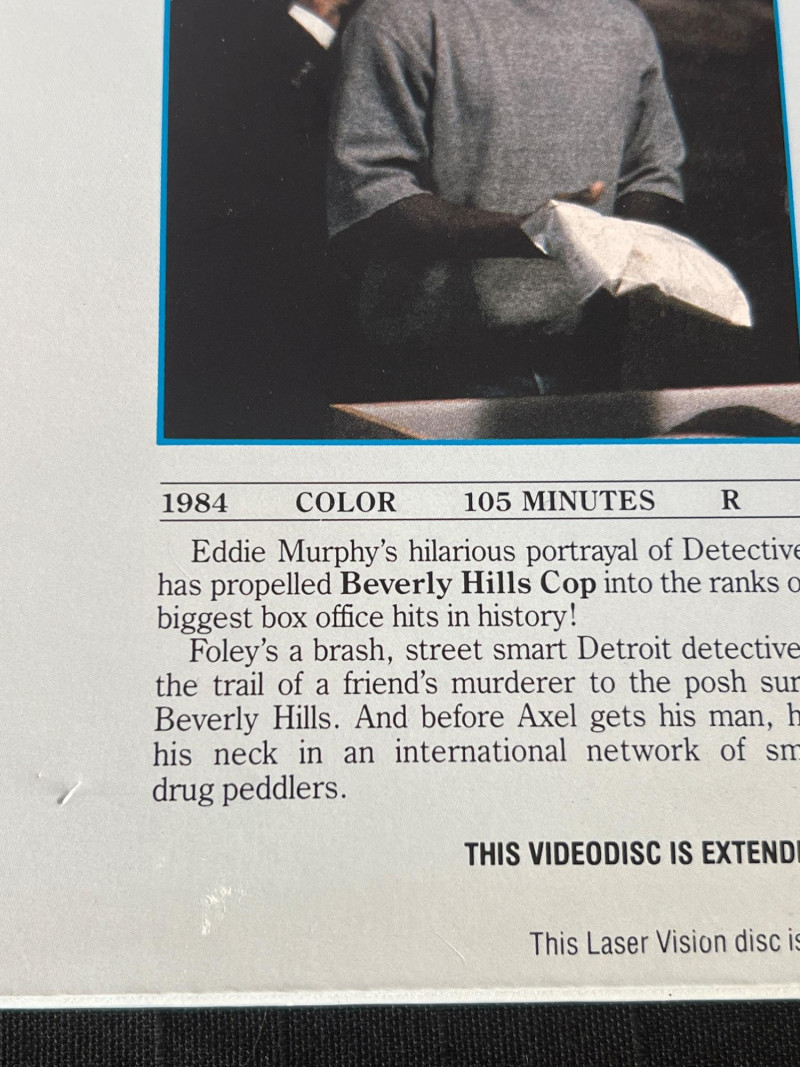 1984 COLOR 105 MINUTES R
Eddie Murphy's hilarious portrayal of Detective
has propelled Beverly Hills Cop into the ranks
biggest box office hits in history!
Foley's a brash, street smart Detroit detective
the trail of a friend's murderer to the posh
Beverly Hills. And before Axel gets his man,
his neck in an international network of
drug peddlers.
THIS VIDEODISC IS
This Laser Vision disc is